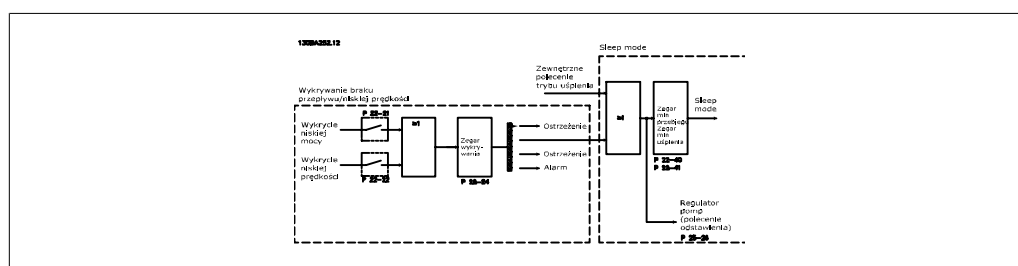 130BA252.12
Sleep mode
Zewnętrzne
polecenie
trybu uśpienia
Wykrywanie braku
przepływu/niskiej prędkości
P 22-21
Wykrycie
niskiej
mocy
≥1
Zegar
wykry-
wania
P 22-24
Wykrycie
niskiej
prędkości
P 22-22
Ostrzeżenie
Ostrzeżenie
Alarm
≥1
Zegar
min
przebiegu
Zegar
min
uśpienia
P 22-40
P 22-41
Sleep
mode
Regulator
pomp
(polecenie
odstawienia)
P 25-26